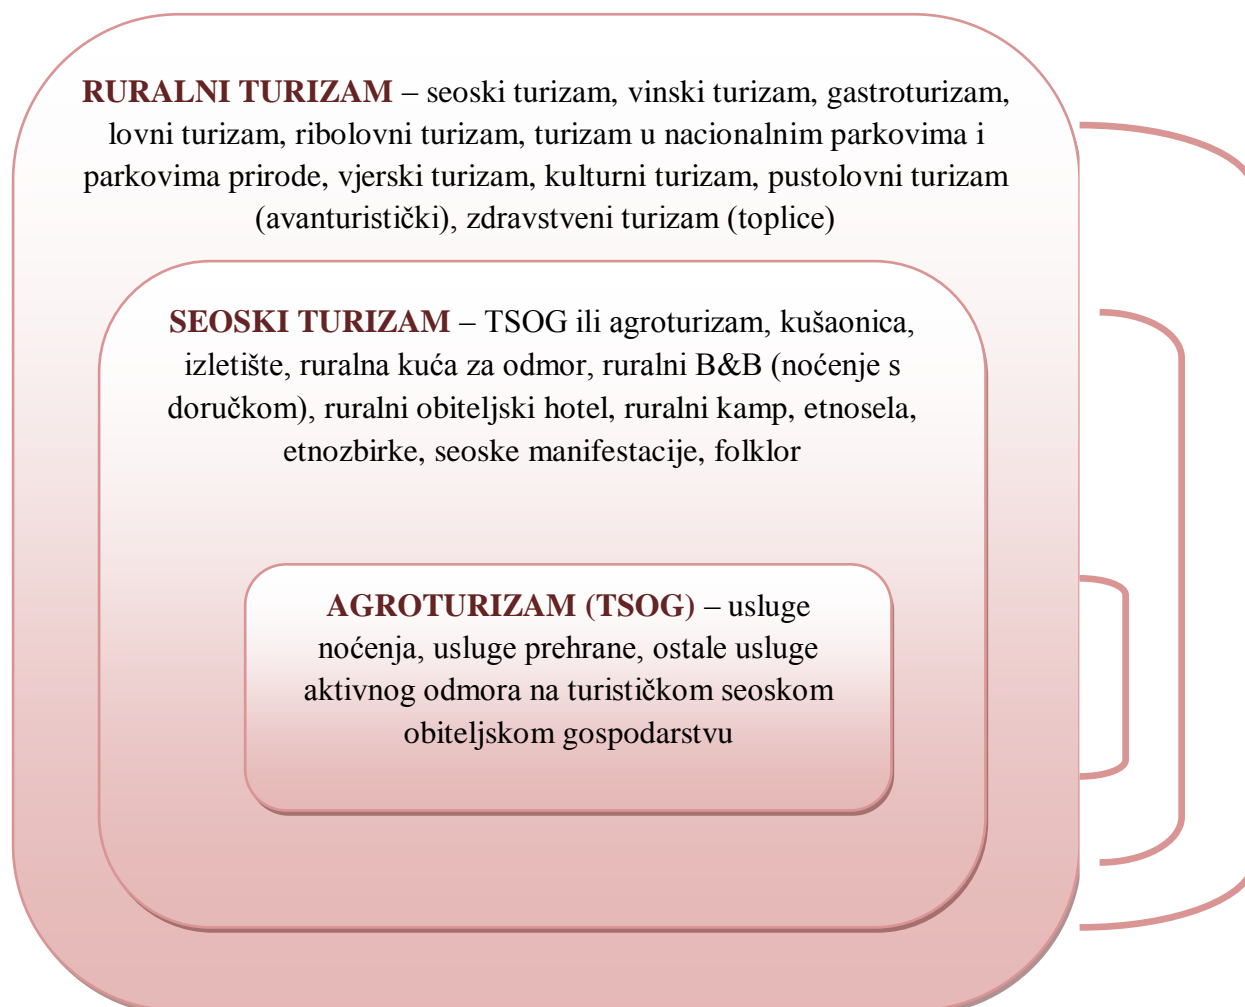 RURALNI TURIZAM – seoski turizam, vinski turizam, gastroturizam,
lovni turizam, ribolovni turizam, turizam u nacionalnim parkovima i
parkovima prirode, vjerski turizam, kulturni turizam, pustolovni turizam
(avanturistički), zdravstveni turizam (toplice)
SEOSKI TURIZAM – TSOG ili agroturizam, kušaonica,
izletište, ruralna kuća za odmor, ruralni B&B (noćenje s
doručkom), ruralni obiteljski hotel, ruralni kamp, etnosela,
etnozbirke, seoske manifestacije, folklor
AGROTURIZAM (TSOG) – usluge
noćenja, usluge prehrane, ostale usluge
aktivnog odmora na turističkom seoskom
obiteljskom gospodarstvu